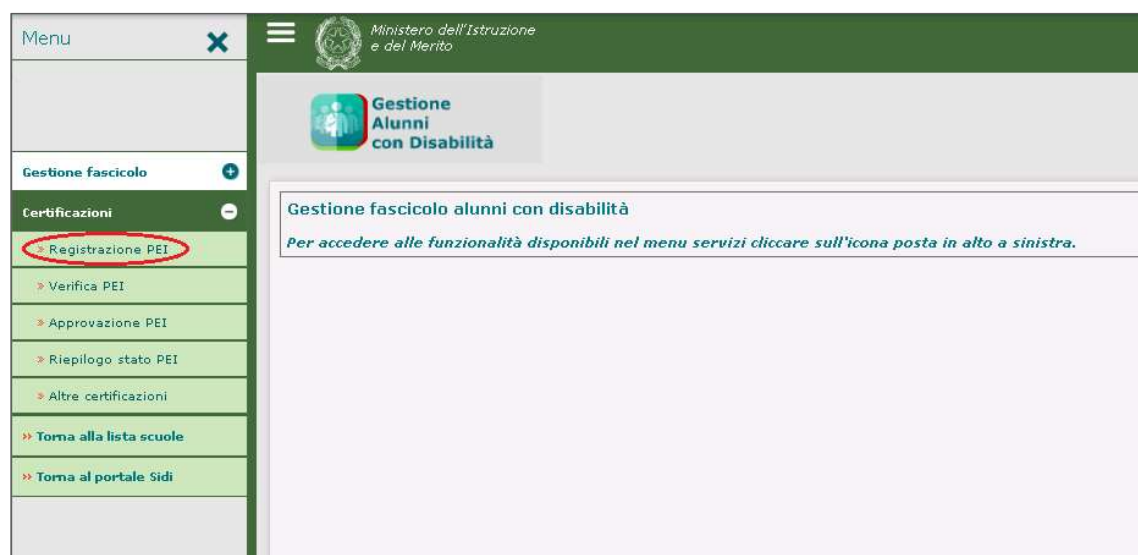 Menu
Ministero dell'Istruzione
e del Merito
Gestione
Alunni
con Disabilità
Gestione fascicolo
Certificazioni
» Registrazione PEI
» Verifica PEI
» Approvazione PEI
» Riepilogo stato PEI
» Altre certificazioni
» Torna alla lista scuole
» Torna al portale Sidi
Gestione fascicolo alunni con disabilità
Per accedere alle funzionalità disponibili nel menu servizi cliccare sull'icona posta in alto a sinistra.